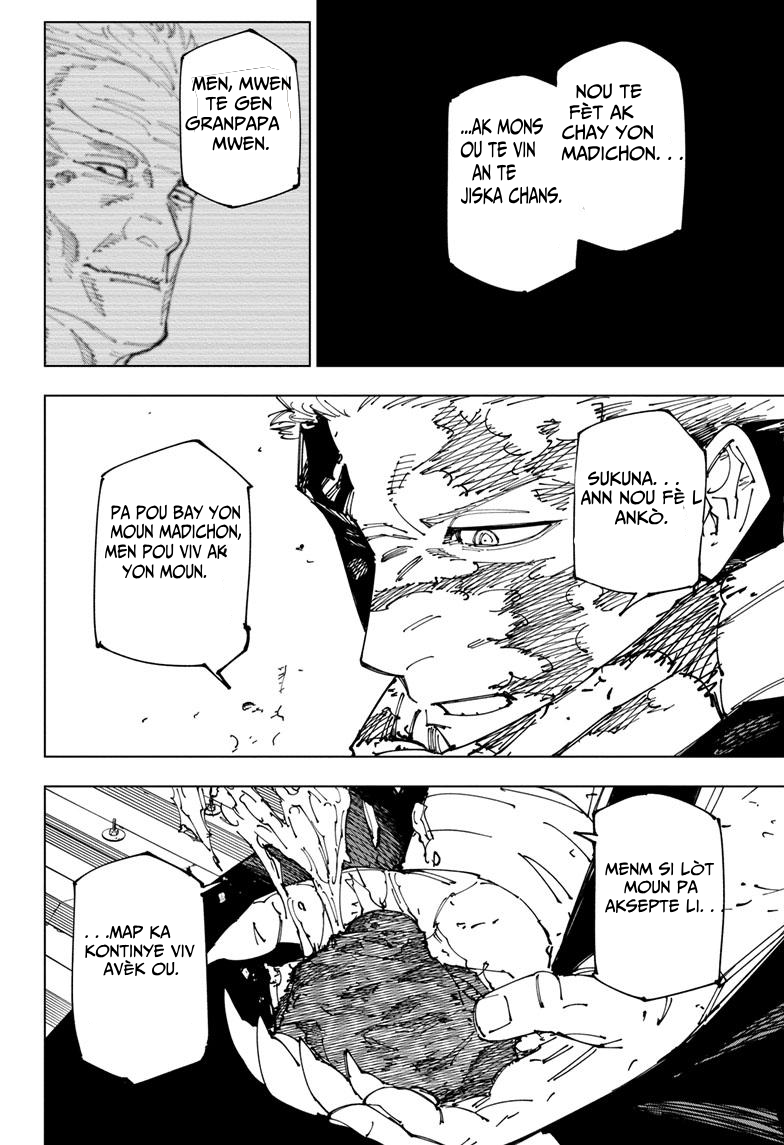 NOU TE
FÈT AK
CHAY YON
MADICHON. . .
...AK MONS
OU TE VIN
AN TE
JISKA CHANS.
MEN, MWEN
TE GEN
GRANPAPA
MWEN.
SUKUNA. . .
ANN NOU FÈ L
ANKÒ.
PA POU BAY YON
MOUN MADICHON,
MEN POU VIV AK
YON MOUN.
MENM SI LÒT
MOUN PA
AKSEPTE LI. . .
. . .MAP KA
KONTINYE VIV
AVÈK OU.